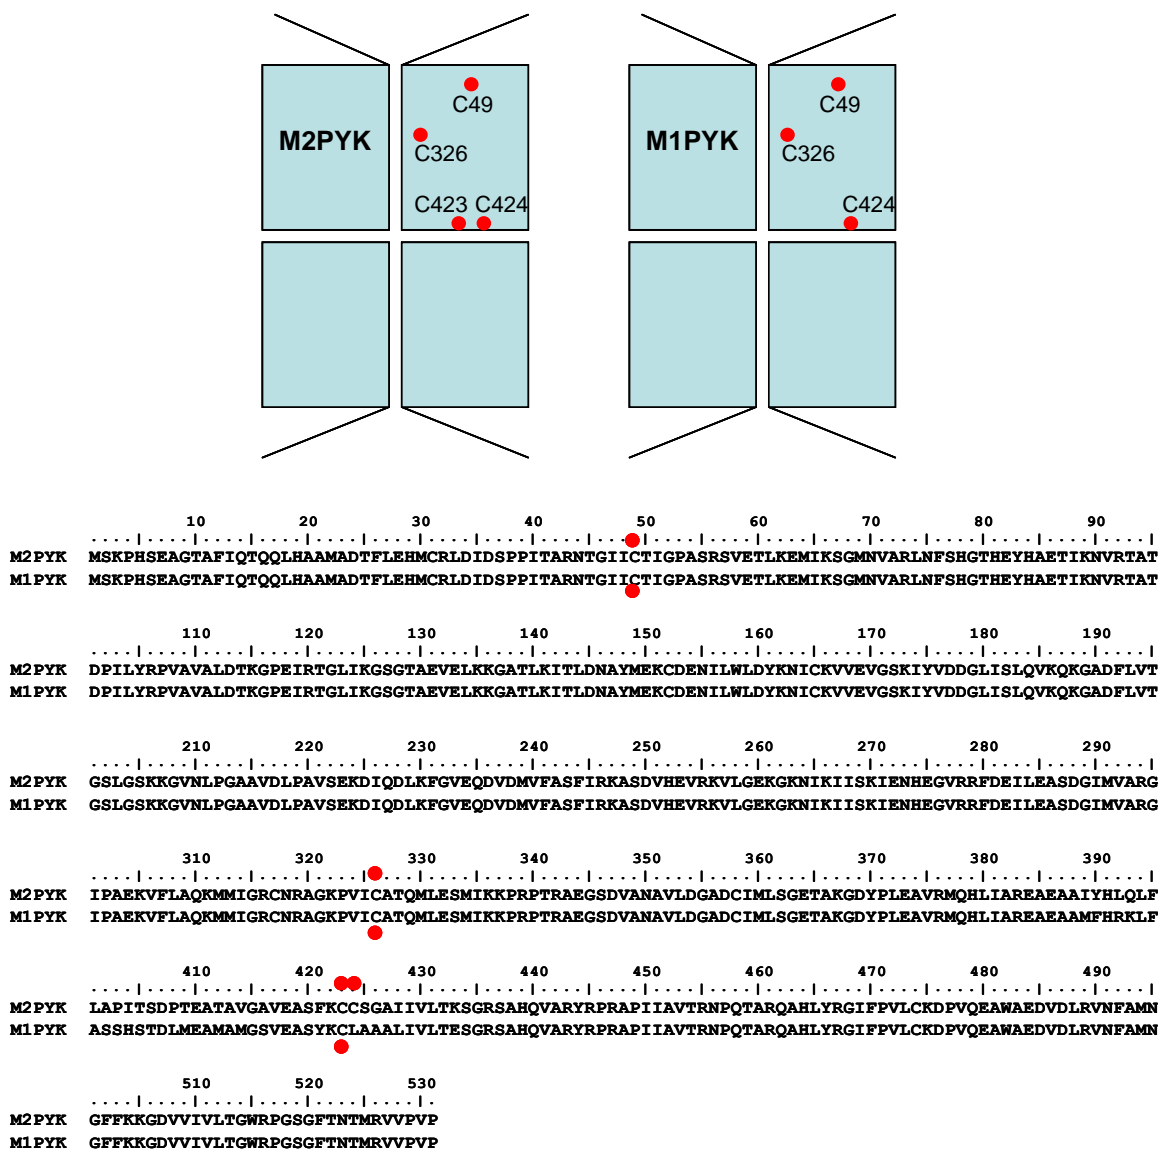 M2PYK
C49
C326
C423 C424
M1PYK
C49
C326
C424
10 20 30 40 50 60 70 80 90
....|....|....|....|....|....|....|....|....|....|....|....|....|....|....|....|....|....|....|
M2PYK MSKPHSEAGTAFIQTQQLHAAMADTFLEHMCRLDIDSPPITARNTGIICTIGPASRSVETLKEMIKSGMNVARLNFSHGTHEYHAETIKNVRTAT
M1PYK MSKPHSEAGTAFIQTQQLHAAMADTFLEHMCRLDIDSPPITARNTGIICTIGPASRSVETLKEMIKSGMNVARLNFSHGTHEYHAETIKNVRTAT
110 120 130 140 150 160 170 180 190
....|....|....|....|....|....|....|....|....|....|....|....|....|....|....|....|....|....|....|
M2PYK DPILYRPVAVALDTKGPEIRTGLIKGSGTAEVELKKGATLKITLDNAYMEKCDENILWLDYKNICKVVEVGSKIYVDDGLISLQVKQKGADFLVT
M1PYK DPILYRPVAVALDTKGPEIRTGLIKGSGTAEVELKKGATLKITLDNAYMEKCDENILWLDYKNICKVVEVGSKIYVDDGLISLQVKQKGADFLVT
210 220 230 240 250 260 270 280 290
....|....|....|....|....|....|....|....|....|....|....|....|....|....|....|....|....|....|....|
M2PYK GSLGSKKGVNLPGAAVDLPAVSEKDIQDLKFGVEQDVDMVFASFIRKASDVHEVRKVLGEKGKNIKIISKIENHEGVRRFDEILEASDGIMVARG
M1PYK GSLGSKKGVNLPGAAVDLPAVSEKDIQDLKFGVEQDVDMVFASFIRKASDVHEVRKVLGEKGKNIKIISKIENHEGVRRFDEILEASDGIMVARG
310 320 330 340 350 360 370 380 390
....|....|....|....|....|....|....|....|....|....|....|....|....|....|....|....|....|....|....|
M2PYK IPAEKVFLAQKMMIGRCNRAGKPVICATQMLESMIKKPRPTRAEGSDVANAVLDGADCIMLSGETAKGDYPLEAVRMQHLIAREAEAAIYHLQLF
M1PYK IPAEKVFLAQKMMIGRCNRAGKPVICATQMLESMIKKPRPTRAEGSDVANAVLDGADCIMLSGETAKGDYPLEAVRMQHLIAREAEAAMFHRKLF
410 420 430 440 450 460 470 480 490
....|....|....|....|....|....|....|....|....|....|....|....|....|....|....|....|....|....|....|
M2PYK LAPITSDPTEATAVGAVEASFKCCSGAIIVLTKSGRSAHQVARYRPRAPIIAVTRNPQTARQAHLYRGIFPVLCKDPVQEAWAEDVDLRVNFAMN
M1PYK ASSHSTDLMEAMAMGSVEASYKCLAAALIVLTESGRSAHQVARYRPRAPIIAVTRNPQTARQAHLYRGIFPVLCKDPVQEAWAEDVDLRVNFAMN
510 520 530
....|....|....|....|....|....|.
M2PYK GFFKKGDVVIVLTGWRPGSGFTNTMRVVPVP
M1PYK GFFKKGDVVIVLTGWRPGSGFTNTMRVVPVP